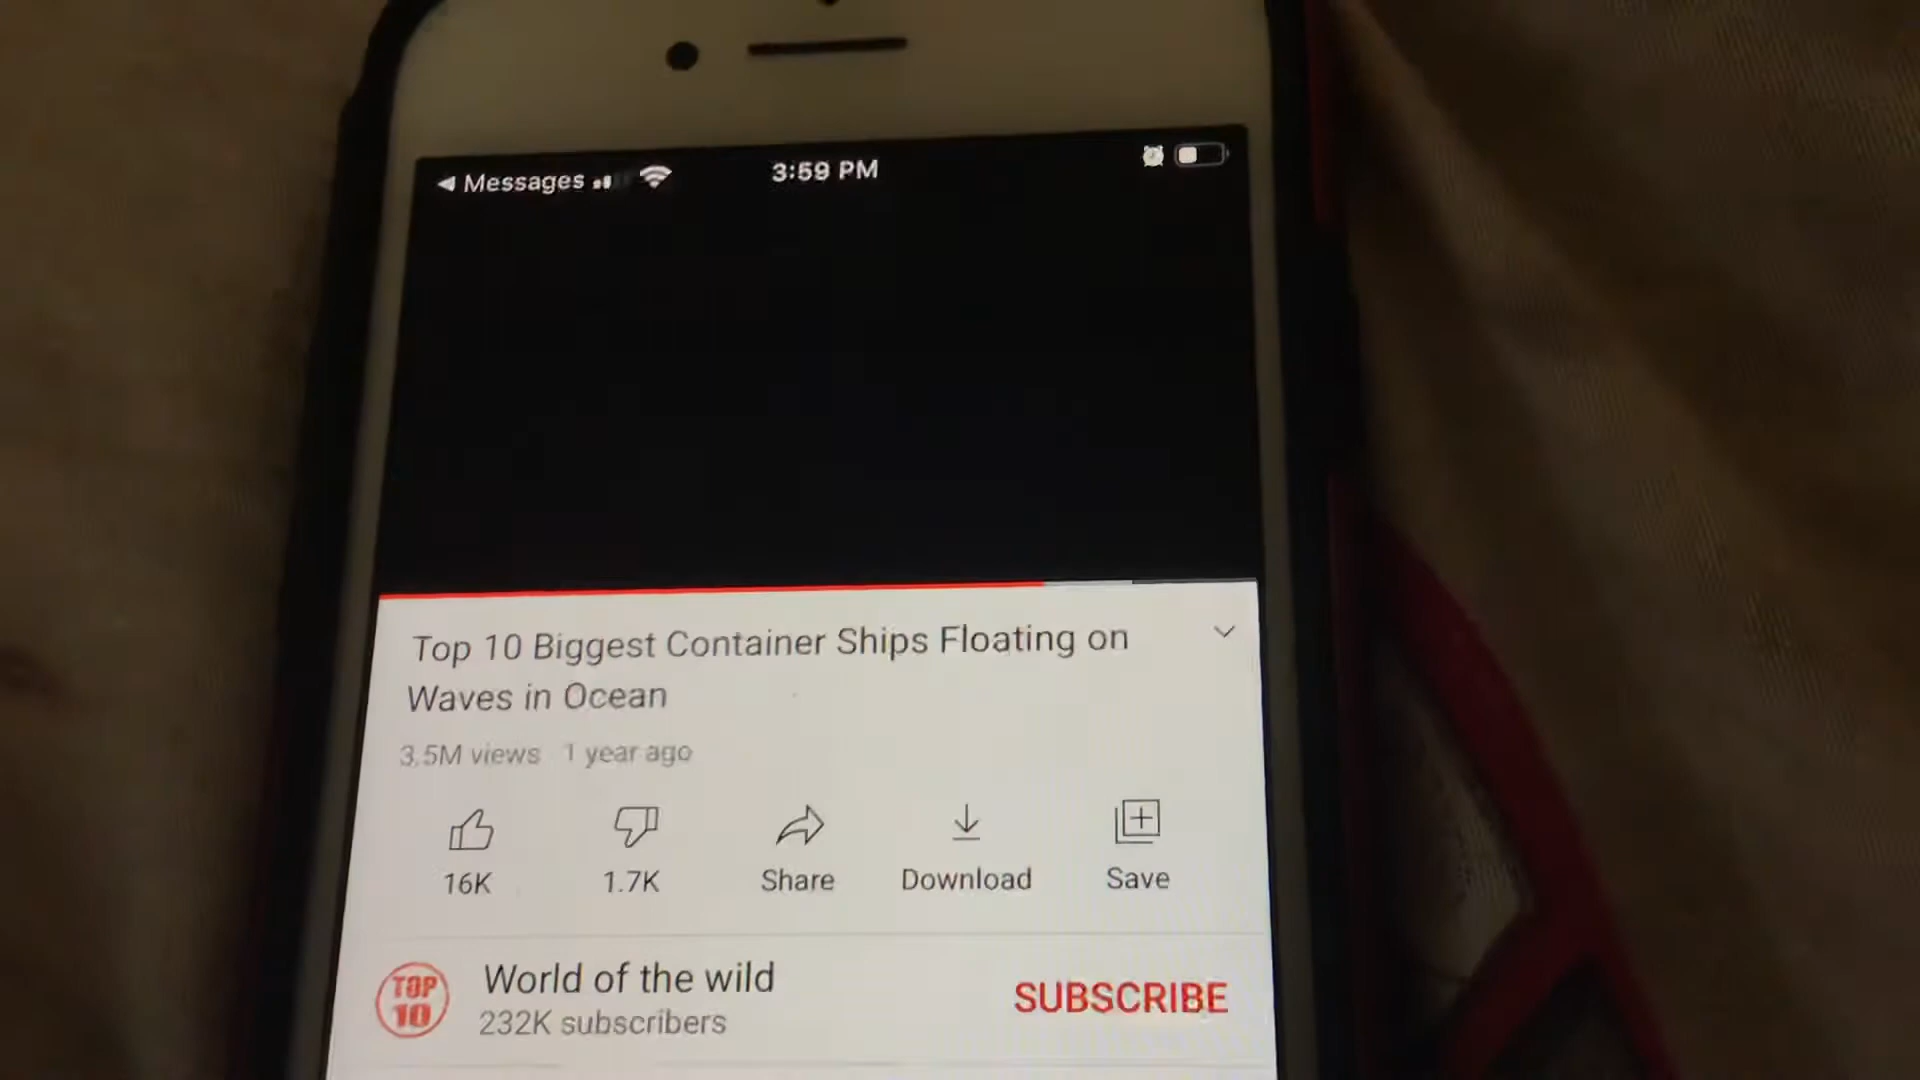 Messages
3:59 PM
Top 10 Biggest Container Ships Floating on
Waves in Ocean
3.5M views · 1 year ago
16K
1.7K
Share
Download
Save
TOP
10
World of the wild
232K subscribers
SUBSCRIBE